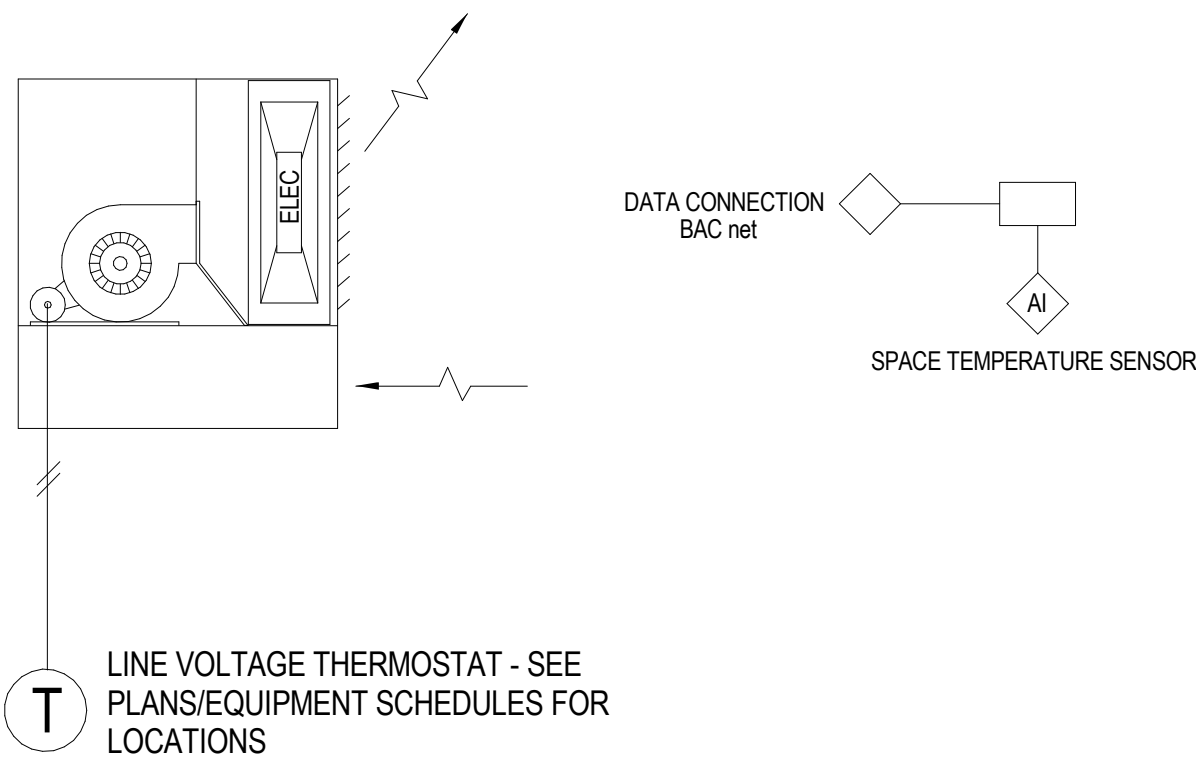 ELEC
DATA CONNECTION
BAC net
AI
SPACE TEMPERATURE SENSOR
T
LINE VOLTAGE THERMOSTAT - SEE
PLANS/EQUIPMENT SCHEDULES FOR
LOCATIONS